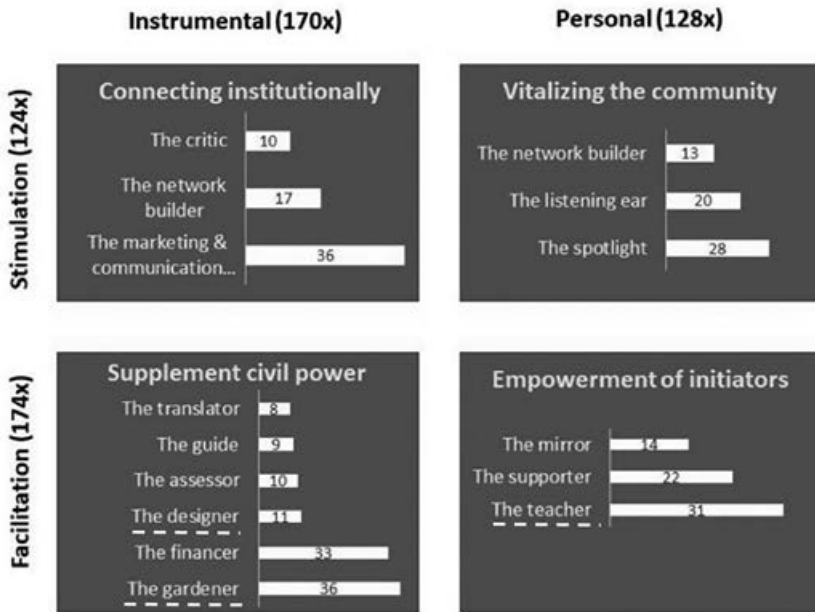 Instrumental (170x)
Personal (128x)
Stimulation (124x)
Connecting institutionally
The critic
10
The network
builder
17
The marketing &
communication...
36
Vitalizing the community
The network builder
13
The listening ear
20
The spotlight
28
Facilitation (174x)
Supplement civil power
The translator
8
The guide
9
The assessor
10
The designer
11
The financer
33
The gardener
36
Empowerment of initiators
The mirror
14
The supporter
22
The teacher
31